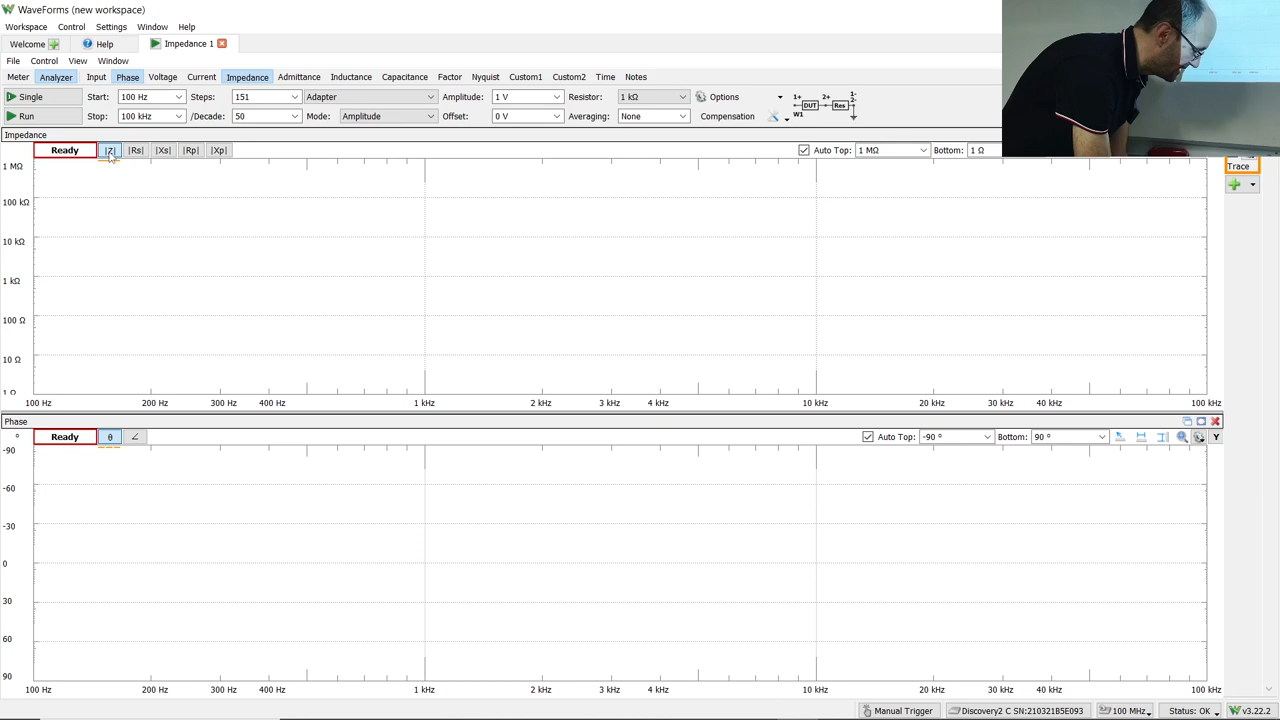 WaveForms (new workspace)
Workspace Control Settings Window Help
Welcome Help Impedance 1
File Control View Window
Meter Analyzer Input Phase Voltage Current Impedance Admittance Inductance Capacitance Factor Nyquist Custom1 Custom2 Time Notes
Single Start: 100 Hz Steps: 151 Adapter Amplitude: 1 V Resistor: 1 kΩ Options
Run Stop: 100 kHz /Decade: 50 Mode: Amplitude Offset: 0 V Averaging: None Compensation
1+ 2+ 1- 2- DUT Res W1
Impedance
Ready |Z| |Rs| |Xs| |Rp| |Xp| Auto Top: 1 MΩ Bottom: 1 Ω
Trace
1 MΩ
100 kΩ
10 kΩ
1 kΩ
100 Ω
10 Ω
1 Ω
100 Hz 200 Hz 300 Hz 400 Hz 1 kHz 2 kHz 3 kHz 4 kHz 10 kHz 20 kHz 30 kHz 40 kHz 100 kHz
Phase
° Ready θ ∠ Auto Top: -90 ° Bottom: 90 ° Y
-90
-60
-30
0
30
60
90
100 Hz 200 Hz 300 Hz 400 Hz 1 kHz 2 kHz 3 kHz 4 kHz 10 kHz 20 kHz 30 kHz 40 kHz 100 kHz
Manual Trigger Discovery2 C SN:210321B5E093 100 MHz Status: OK v3.22.2